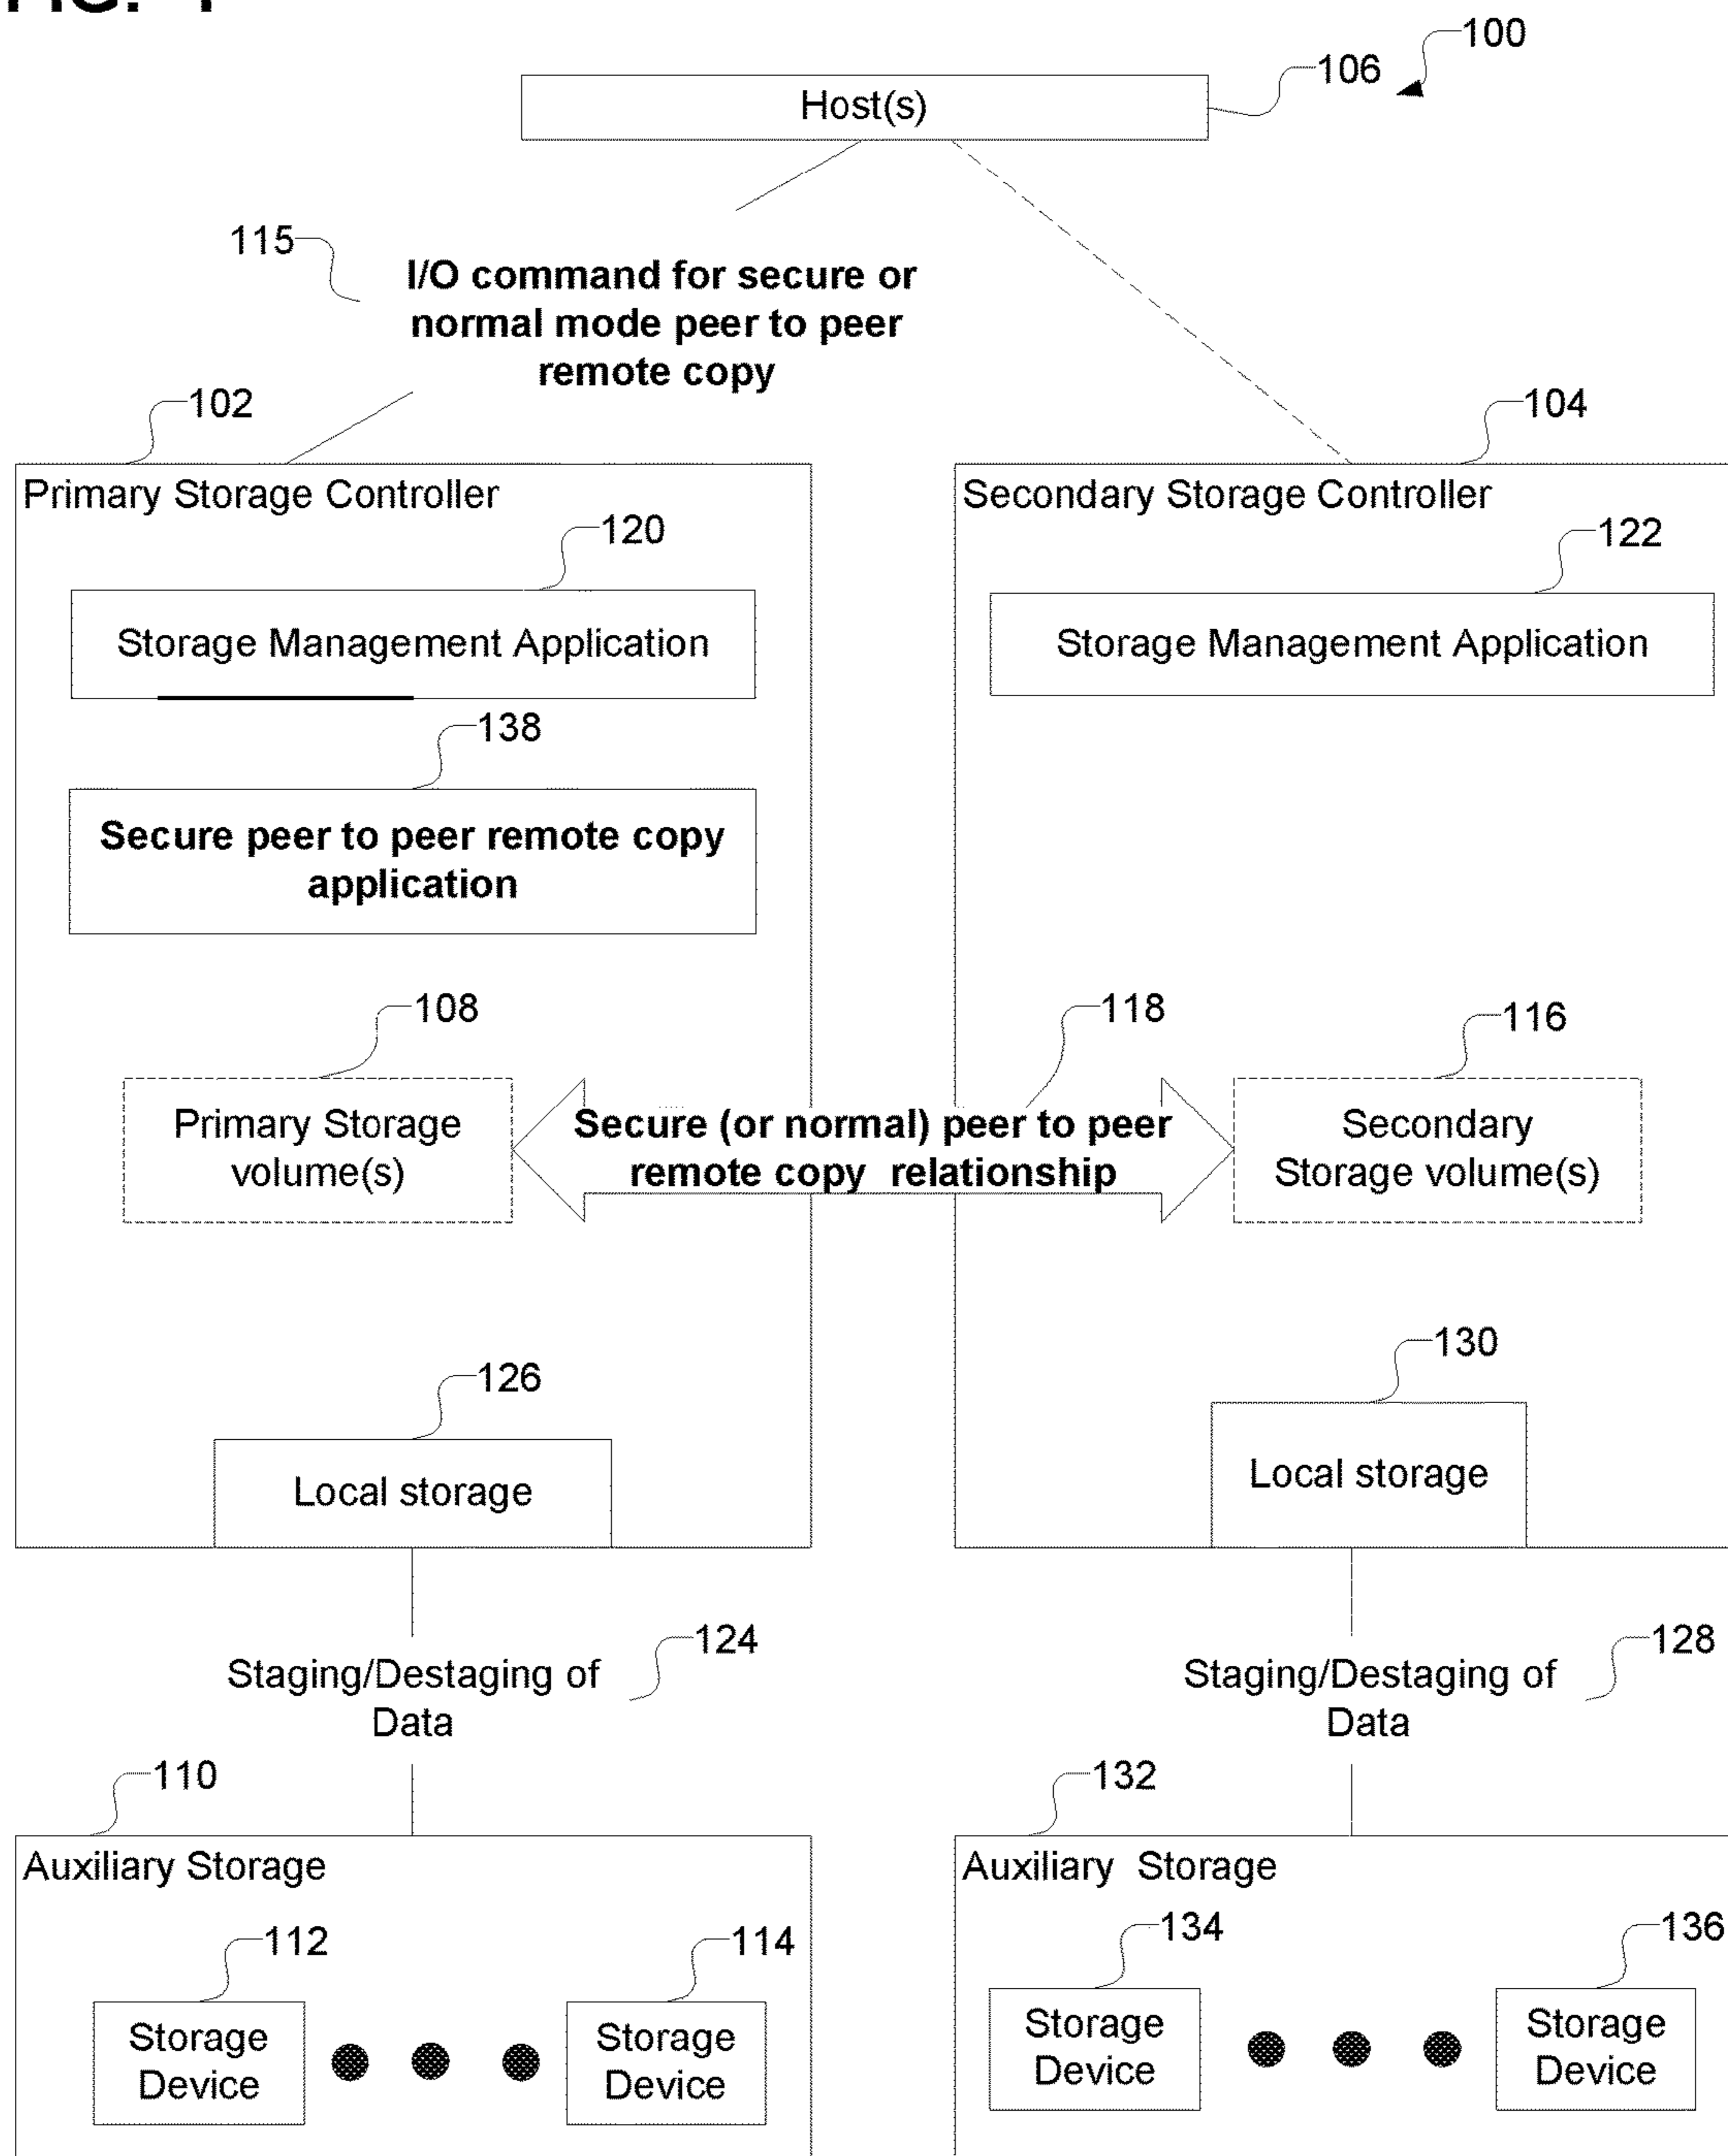 100
106
Host(s)
115
I/O command for secure or
normal mode peer to peer
remote copy
102
104
Primary Storage Controller
Secondary Storage Controller
120
122
Storage Management Application
Storage Management Application
138
Secure peer to peer remote copy
application
108
118
116
Primary Storage
volume(s)
Secure (or normal) peer to peer
remote copy relationship
Secondary
Storage volume(s)
126
130
Local storage
Local storage
124
128
Staging/Destaging of
Data
Staging/Destaging of
Data
110
132
Auxiliary Storage
Auxiliary Storage
112
114
134
136
Storage
Device
Storage
Device
Storage
Device
Storage
Device